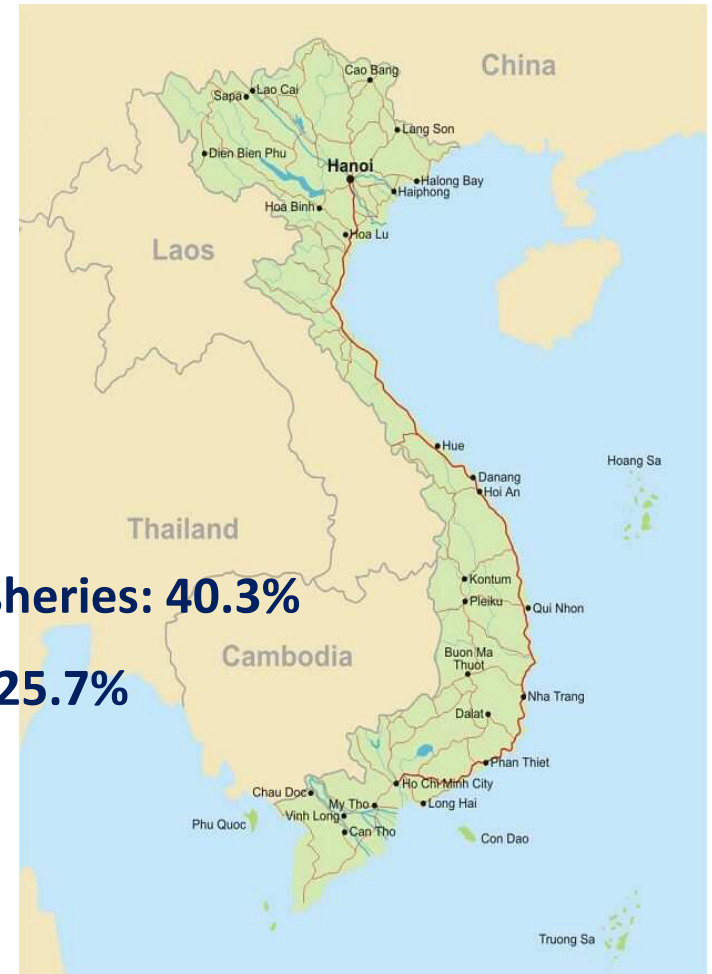 China
Cao Bang
Lao Cai
Sapa
Lang Son
Dien Bien Phu
Hanoi
Halong Bay
Haiphong
Hoa Binh
Hoa Lu
Laos
Hue
Hoang Sa
Danang
Hoi An
Thailand
Kontum
sheries: 40.3%
Pleiku
Qui Nhon
Cambodia
Buon Ma
Thuot
25.7%
Nha Trang
Dalat
Phan Thiet
Ho Chi Minh City
Chau Doc
My Tho
Long Hai
Vinh Long
Phu Quoc
Can Tho
Con Dao
Truong Sa